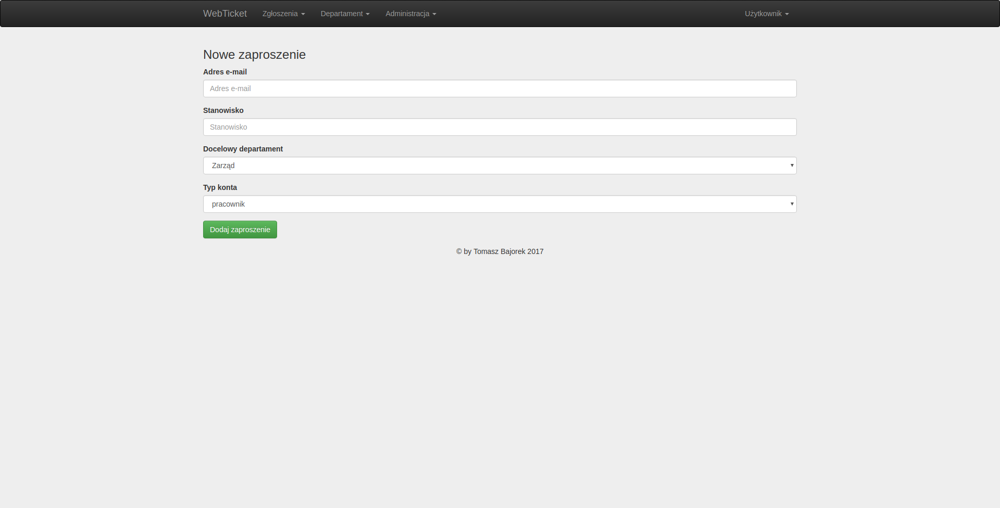 WebTicket Zgłoszenia Departament Administracja Użytkownik
Nowe zaproszenie
Adres e-mail
Adres e-mail
Stanowisko
Stanowisko
Docelowy departament
Zarząd
Typ konta
pracownik
Dodaj zaproszenie
© by Tomasz Bajorek 2017